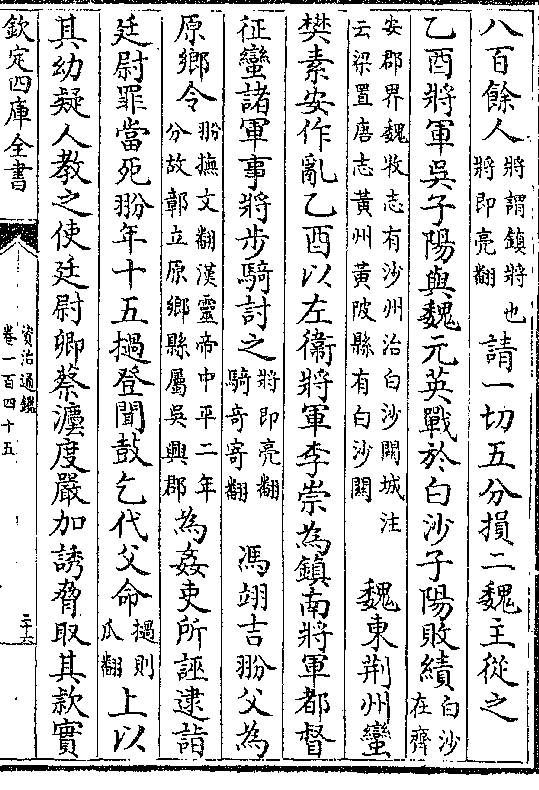 八百餘人將謂鎮將也將即亮翻請一切五分損二魏主從之
乙酉將軍吳子陽與魏元英戰於白沙子陽敗績白沙在齊
安郡界魏收志有沙州治白沙關城注云梁置唐志黃州黃陂縣有白沙關魏東荆州蠻
樊素安作亂乙酉以左衞將軍李崇為鎮南將軍都督
征蠻諸軍事將步騎討之將即亮翻騎奇寄翻馮翊吉翂父為
原鄉令翂撫文翻漢靈帝中平二年分故鄣立原鄉縣屬吳興郡為姦吏所誣逮詣
廷尉罪當死翂年十五撾登聞鼓乞代父命撾則瓜翻上以
其幼疑人教之使廷尉卿蔡灋度嚴加誘脅取其款實
欽定四庫全書
資治通鑑
卷一百四十五
二十六